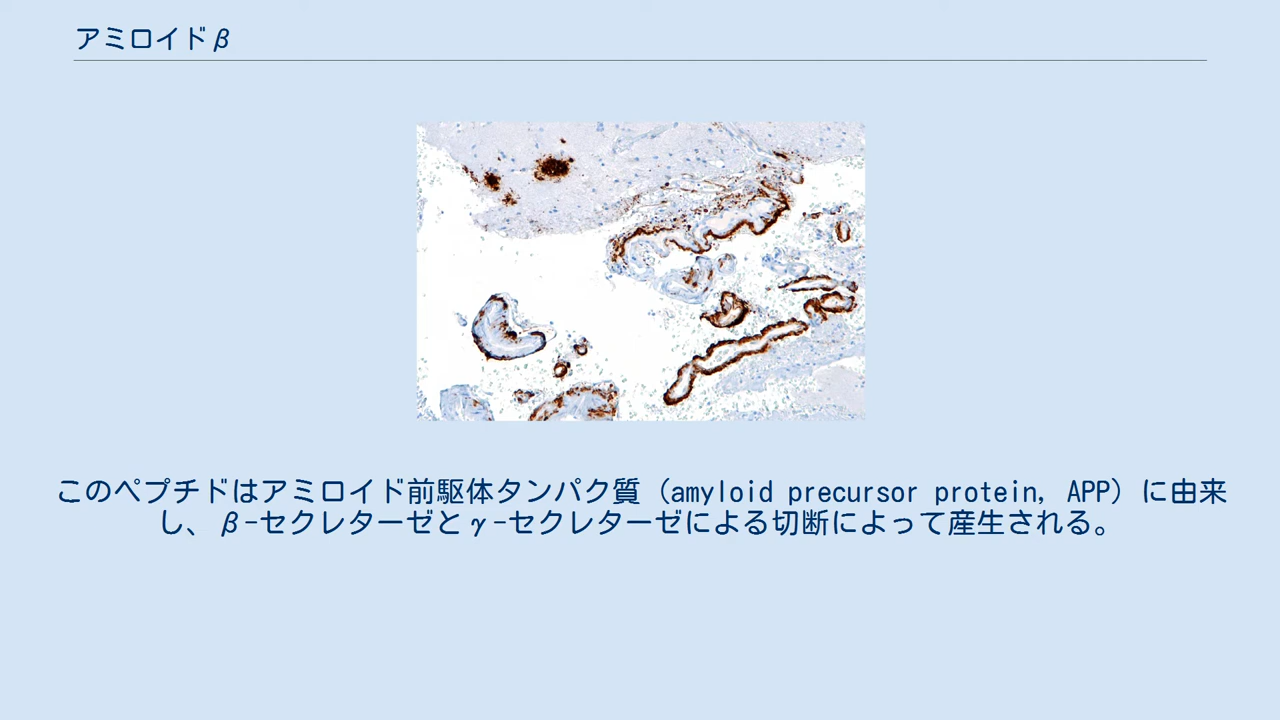 アミロイドβ
このペプチドはアミロイド前駆体タンパク質（amyloid precursor protein, APP）に由来
し、β-セクレターゼとγ-セクレターゼによる切断によって産生される。